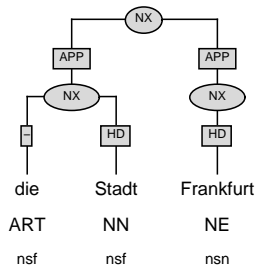 NX
APP APP
NX NX
– HD HD
die Stadt Frankfurt
ART NN NE
nsf nsf nsn